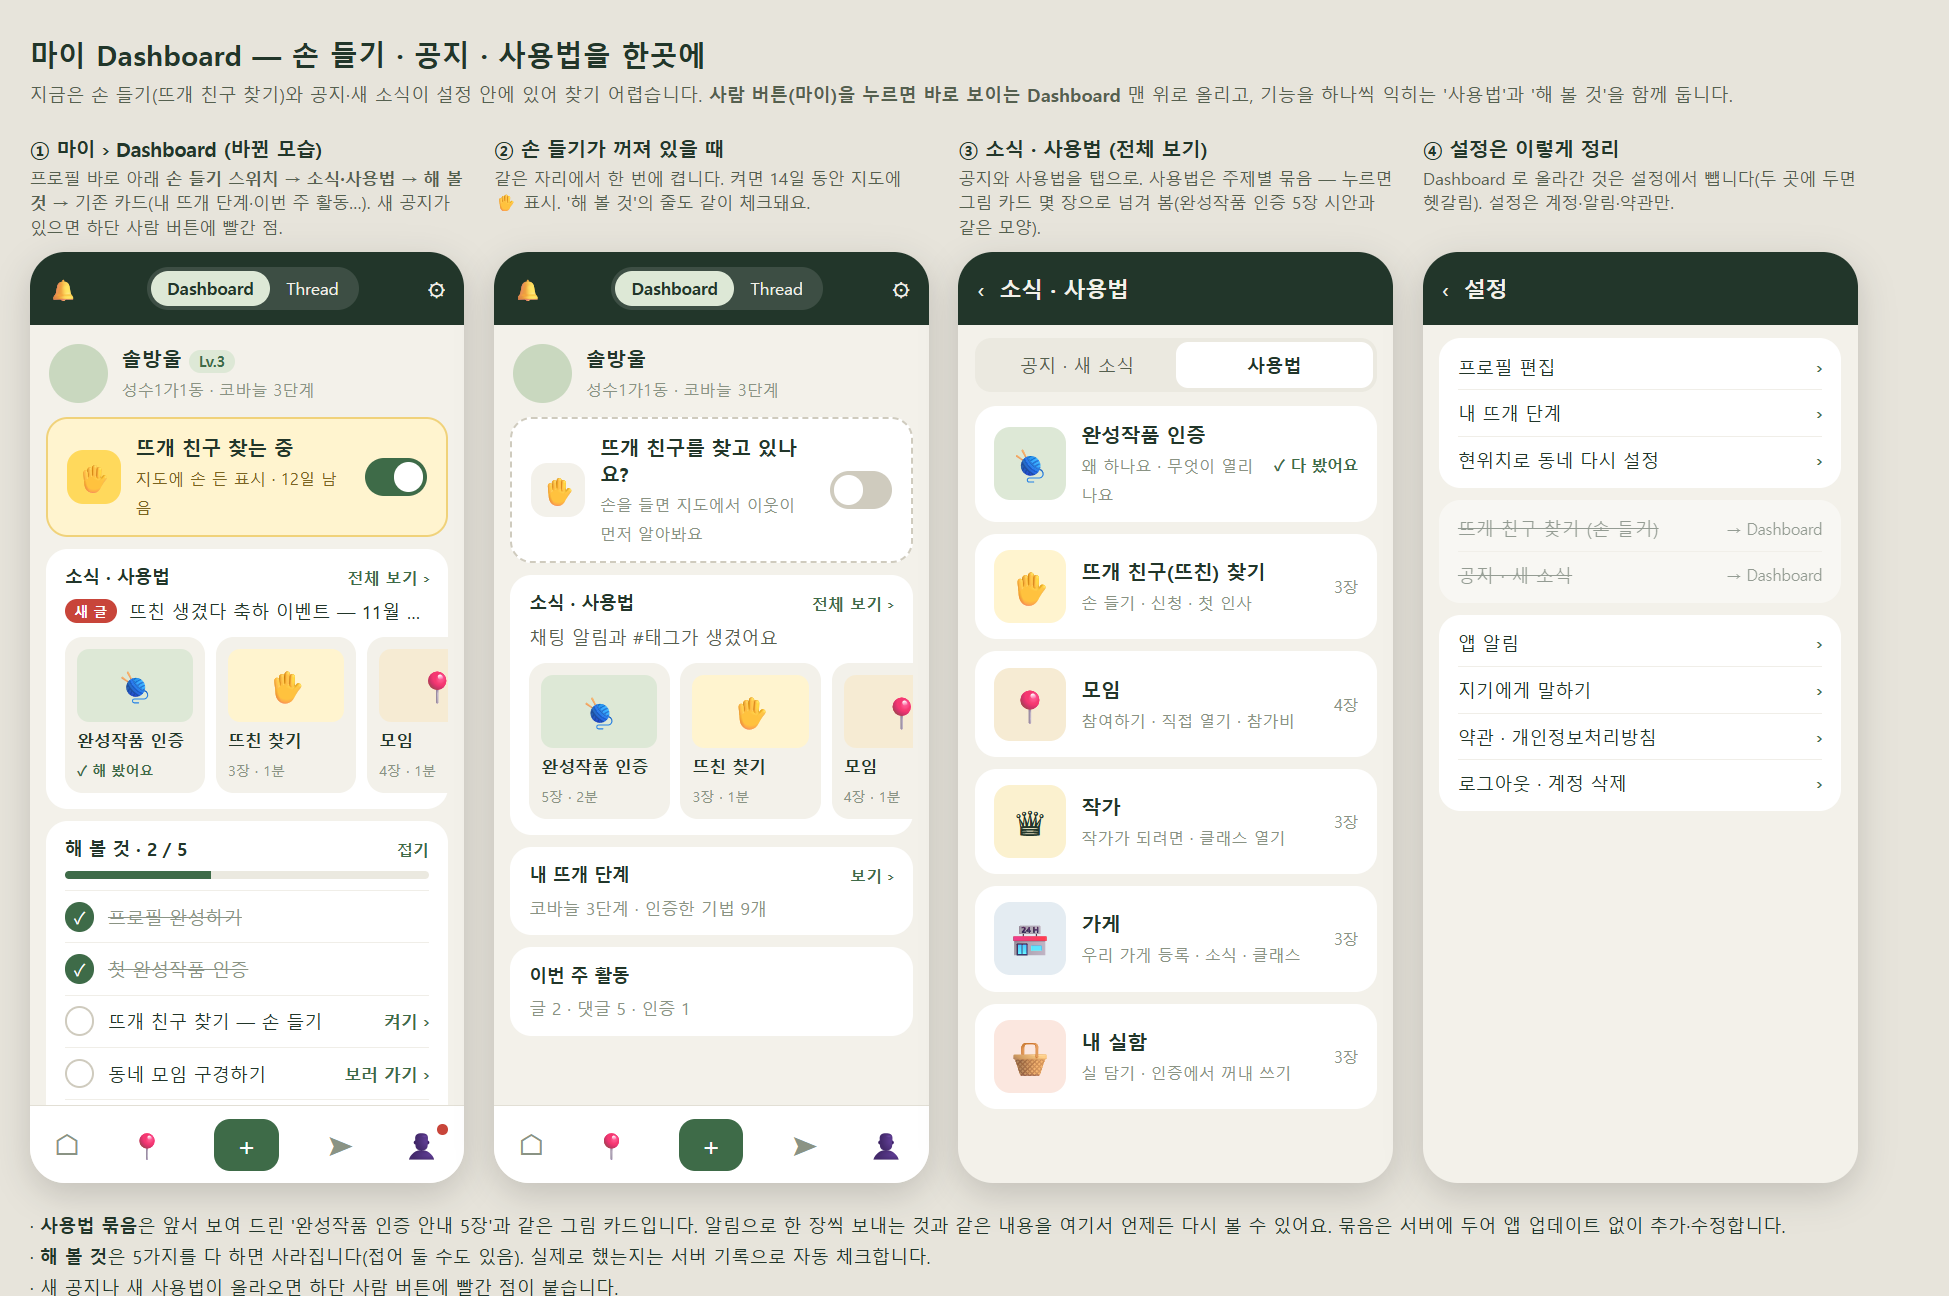 마이 Dashboard — 손 들기 · 공지 · 사용법을 한곳에
지금은 손 들기(뜨개 친구 찾기)와 공지·새 소식이 설정 안에 있어 찾기 어렵습니다. 사람 버튼(마이)을 누르면 바로 보이는 Dashboard 맨 위로 올리고, 기능을 하나씩 익히는 '사용법'과 '해 볼 것'을 함께 둡니다.
① 마이 › Dashboard (바뀐 모습)
프로필 바로 아래 손 들기 스위치 → 소식·사용법 → 해 볼
것 → 기존 카드(내 뜨개 단계·이번 주 활동…). 새 공지가
있으면 하단 사람 버튼에 빨간 점.
Dashboard
Thread
솔방울 Lv.3
성수1가1동 · 코바늘 3단계
뜨개 친구 찾는 중
지도에 손 든 표시 · 12일 남
음
소식 · 사용법
전체 보기 ›
새 글 뜨친 생겼다 축하 이벤트 — 11월 ...
완성작품 인증
✓ 해 봤어요
뜨친 찾기
3장 · 1분
모임
4장 · 1분
해 볼 것 · 2 / 5
접기
✓ 프로필 완성하기
✓ 첫 완성작품 인증
뜨개 친구 찾기 — 손 들기
켜기 ›
동네 모임 구경하기
보러 가기 ›
+
② 손 들기가 꺼져 있을 때
같은 자리에서 한 번에 켭니다. 켜면 14일 동안 지도에
✋ 표시. '해 볼 것'의 줄도 같이 체크돼요.
Dashboard
Thread
솔방울
성수1가1동 · 코바늘 3단계
뜨개 친구를 찾고 있나
요?
손을 들면 지도에서 이웃이
먼저 알아봐요
소식 · 사용법
전체 보기 ›
채팅 알림과 #태그가 생겼어요
완성작품 인증
5장 · 2분
뜨친 찾기
3장 · 1분
모임
4장 · 1분
내 뜨개 단계
보기 ›
코바늘 3단계 · 인증한 기법 9개
이번 주 활동
글 2 · 댓글 5 · 인증 1
+
③ 소식 · 사용법 (전체 보기)
공지와 사용법을 탭으로. 사용법은 주제별 묶음 — 누르면
그림 카드 몇 장으로 넘겨 봄(완성작품 인증 5장 시안과
같은 모양).
‹ 소식 · 사용법
공지 · 새 소식
사용법
완성작품 인증
왜 하나요 · 무엇이 열리
나요
✓ 다 봤어요
뜨개 친구(뜨친) 찾기
손 들기 · 신청 · 첫 인사
3장
모임
참여하기 · 직접 열기 · 참가비
4장
작가
작가가 되려면 · 클래스 열기
3장
24H
가게
우리 가게 등록 · 소식 · 클래스
3장
내 실함
실 담기 · 인증에서 꺼내 쓰기
3장
④ 설정은 이렇게 정리
Dashboard 로 올라간 것은 설정에서 뺍니다(두 곳에 두면
헷갈림). 설정은 계정·알림·약관만.
‹ 설정
프로필 편집 ›
내 뜨개 단계 ›
현위치로 동네 다시 설정 ›
뜨개 친구 찾기 (손 들기) → Dashboard
공지 · 새 소식 → Dashboard
앱 알림 ›
지기에게 말하기 ›
약관 · 개인정보처리방침 ›
로그아웃 · 계정 삭제 ›
· 사용법 묶음은 앞서 보여 드린 '완성작품 인증 안내 5장'과 같은 그림 카드입니다. 알림으로 한 장씩 보내는 것과 같은 내용을 여기서 언제든 다시 볼 수 있어요. 묶음은 서버에 두어 앱 업데이트 없이 추가·수정합니다.
· 해 볼 것은 5가지를 다 하면 사라집니다(접어 둘 수도 있음). 실제로 했는지는 서버 기록으로 자동 체크합니다.
· 새 공지나 새 사용법이 올라오면 하단 사람 버튼에 빨간 점이 붙습니다.